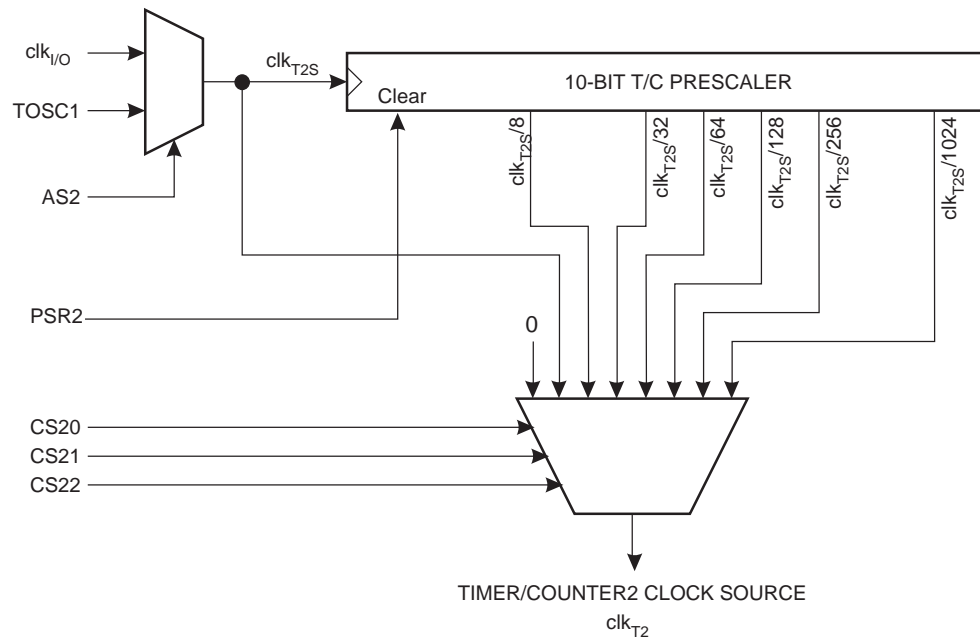 clkI/O
TOSC1
AS2
PSR2
clkT2S
10-BIT T/C PRESCALER
Clear
clkT2S/8
clkT2S/32
clkT2S/64
clkT2S/128
clkT2S/256
clkT2S/1024
0
CS20
CS21
CS22
TIMER/COUNTER2 CLOCK SOURCE
clkT2